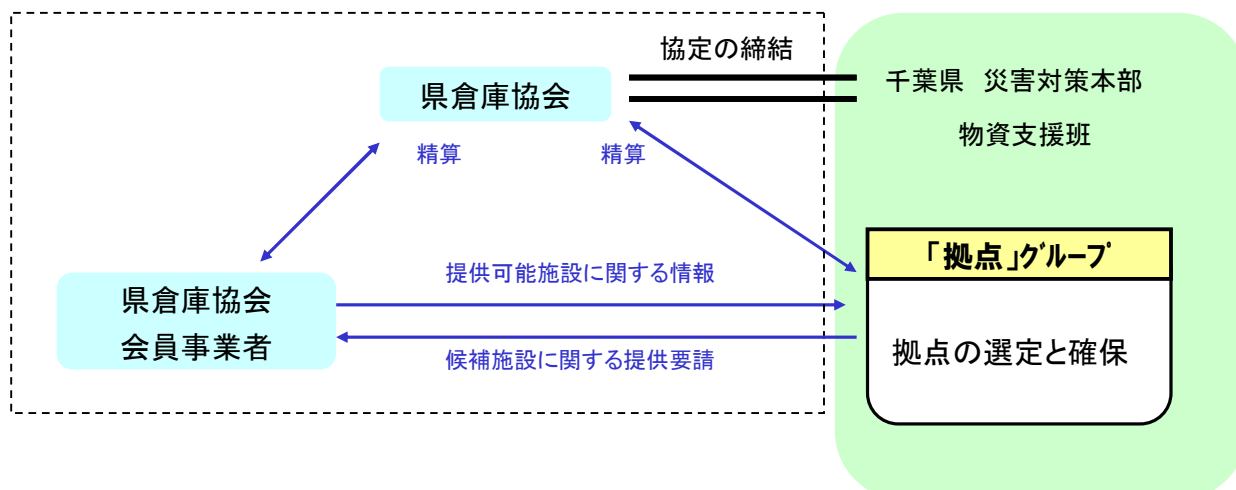 協定の締結
県倉庫協会
千葉県 災害対策本部
物資支援班
精算
精算
「拠点」ｸﾞﾙｰﾌﾟ
提供可能施設に関する情報
県倉庫協会
会員事業者
拠点の選定と確保
候補施設に関する提供要請